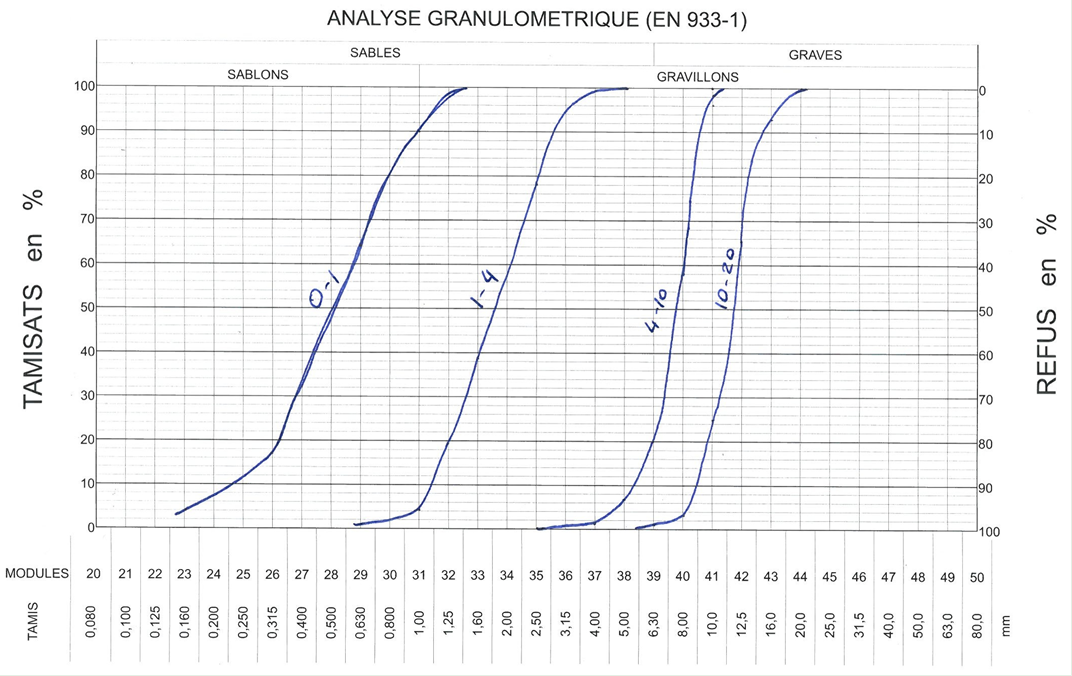 ANALYSE GRANULOMETRIQUE (EN 933-1)
SABLES
GRAVES
SABLONS
GRAVILLONS
TAMISATS en %
100
90
80
70
60
50
40
30
20
10
0
0-1
1-4
4-10
10-20
0
10
20
30
40
50
60
70
80
90
100
REFUS en %
MODULES 20 21 22 23 24 25 26 27 28 29 30 31 32 33 34 35 36 37 38 39 40 41 42 43 44 45 46 47 48 49 50
TAMIS 0,080 0,100 0,125 0,160 0,200 0,250 0,315 0,400 0,500 0,630 0,800 1,00 1,25 1,60 2,00 2,50 3,15 4,00 5,00 6,30 8,00 10,0 12,5 16,0 20,0 25,0 31,5 40,0 50,0 63,0 80,0 mm